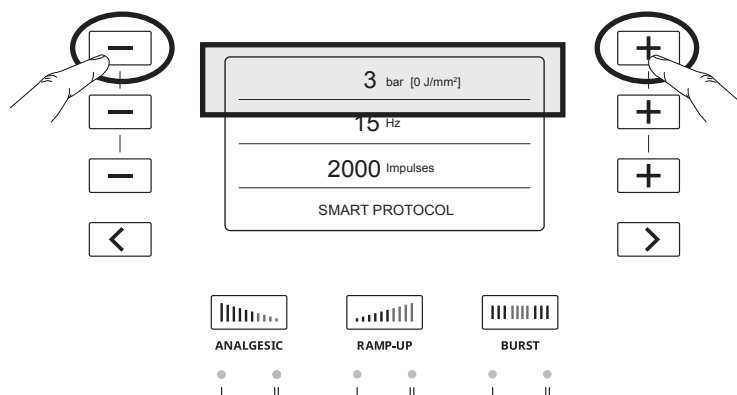 3 bar [0 J/mm²]
15 Hz
2000 Impulses
SMART PROTOCOL
ANALGESIC RAMP-UP BURST
I II I II I II